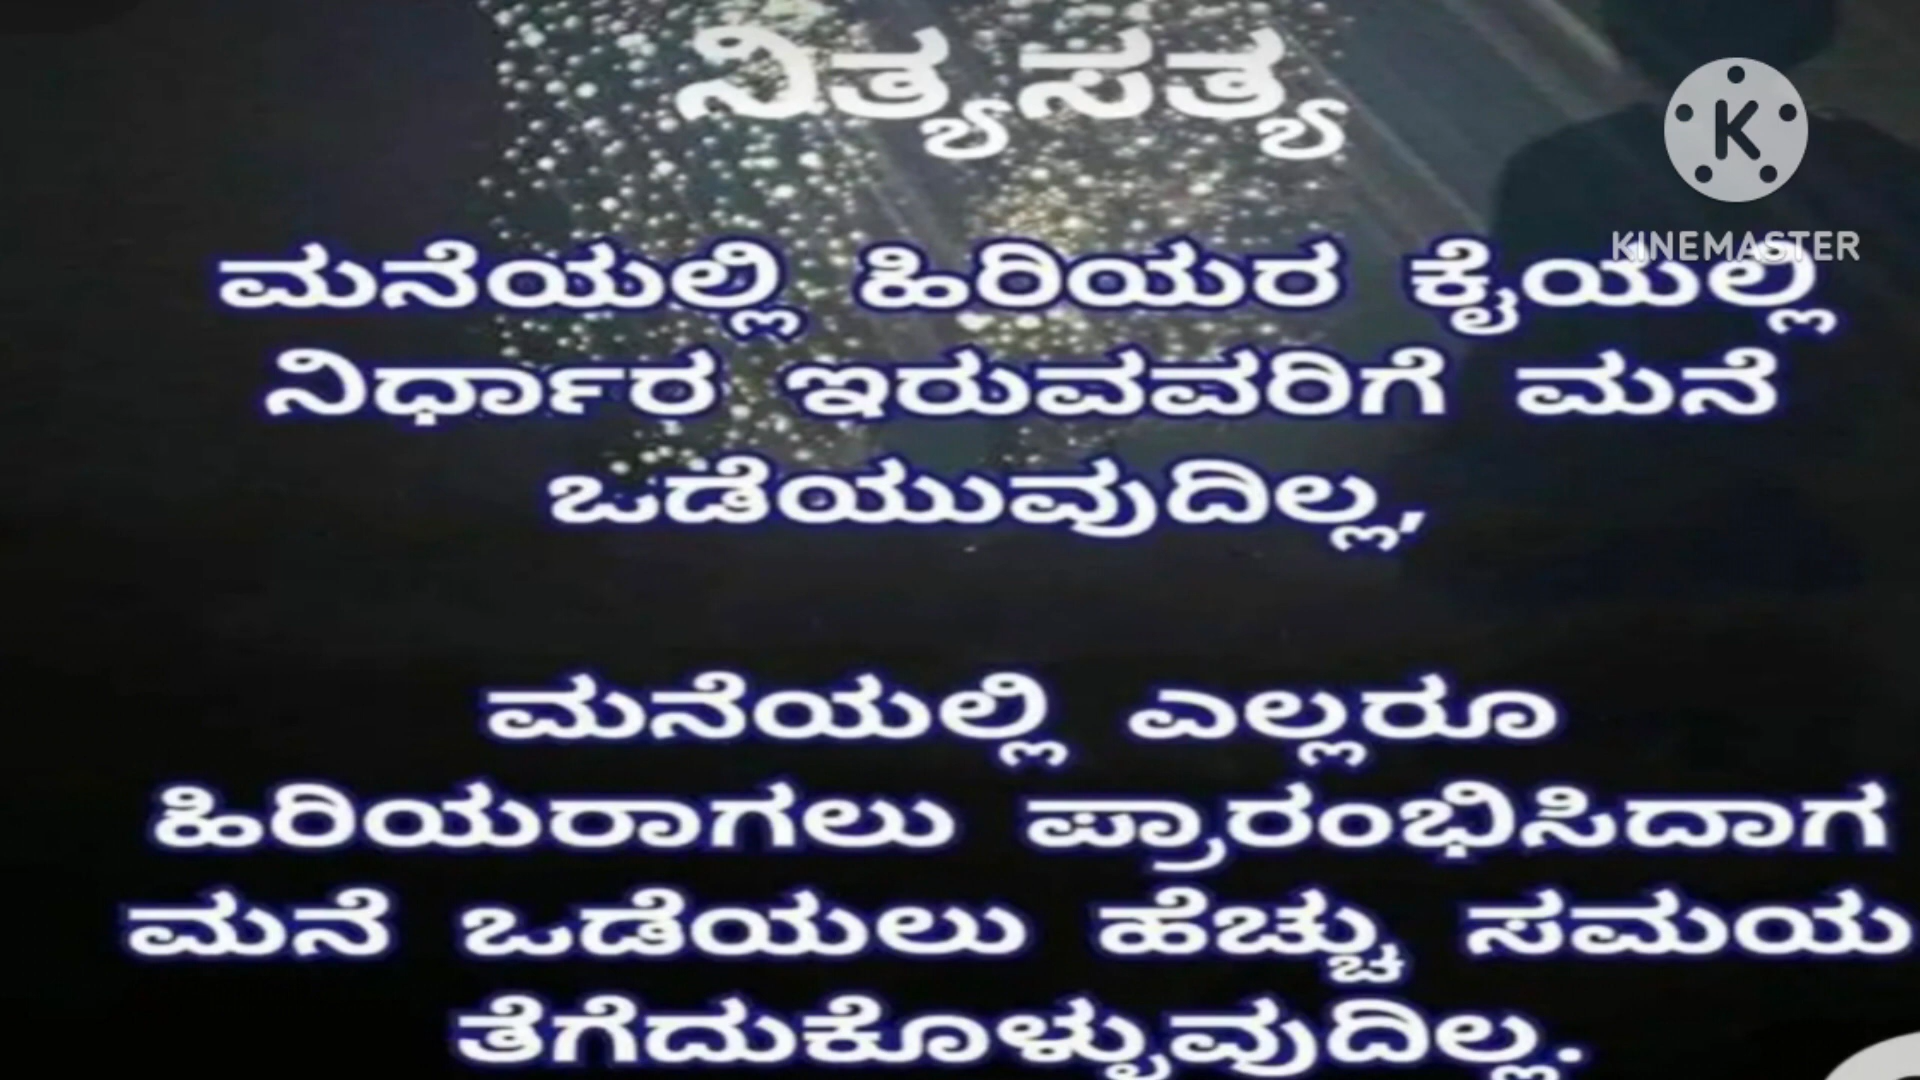 ನಿತ್ಯಸತ್ಯ
KINEMASTER
ಮನೆಯಲ್ಲಿ ಹಿರಿಯರ ಕೈಯಲ್ಲಿ
ನಿರ್ಧಾರ ಇರುವವರಿಗೆ ಮನೆ
ಒಡೆಯುವುದಿಲ್ಲ,
ಮನೆಯಲ್ಲಿ ಎಲ್ಲರೂ
ಹಿರಿಯರಾಗಲು ಪ್ರಾರಂಭಿಸಿದಾಗ
ಮನೆ ಒಡೆಯಲು ಹೆಚ್ಚು ಸಮಯ
ತೆಗೆದುಕೊಳ್ಳುವುದಿಲ್ಲ.